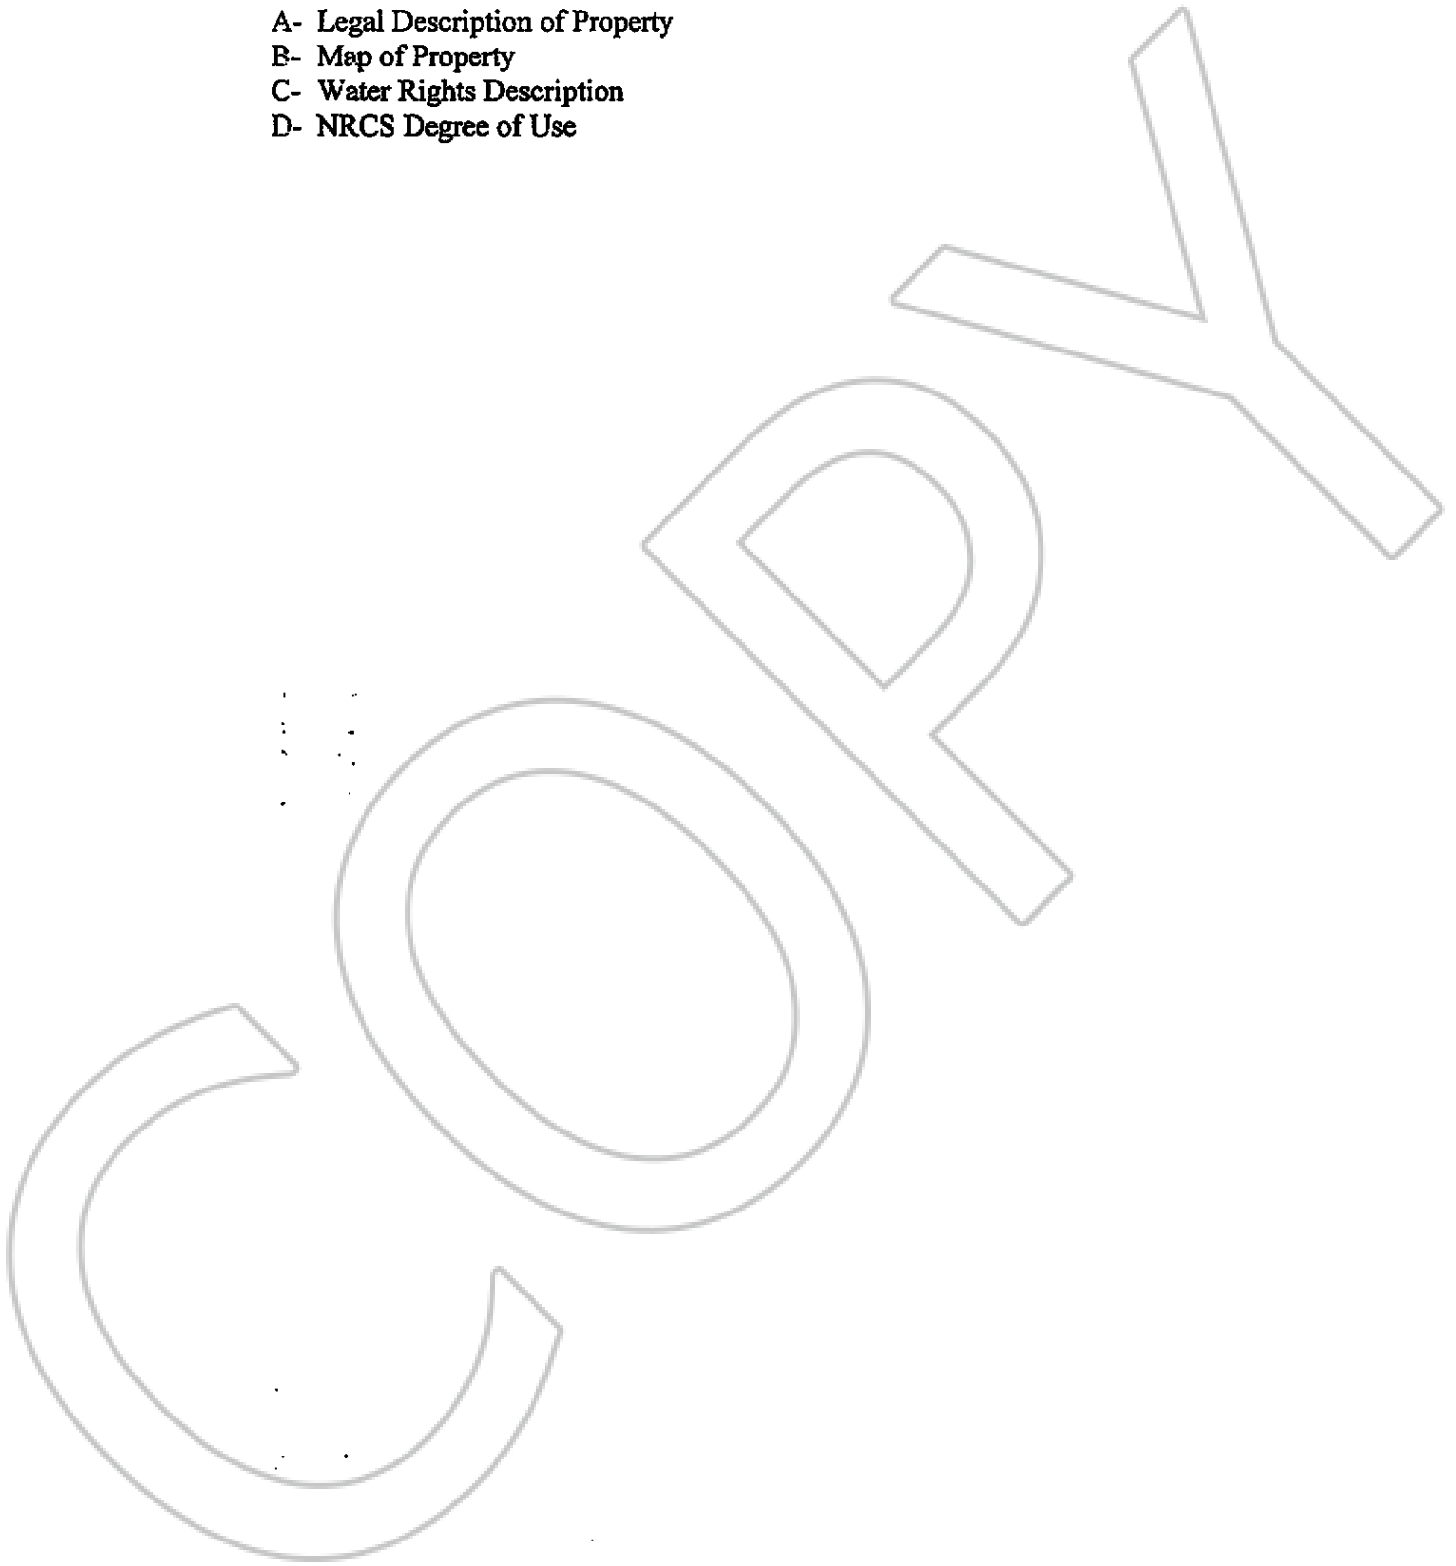 A- Legal Description of Property
B- Map of Property
C- Water Rights Description
D- NRCS Degree of Use
COPY